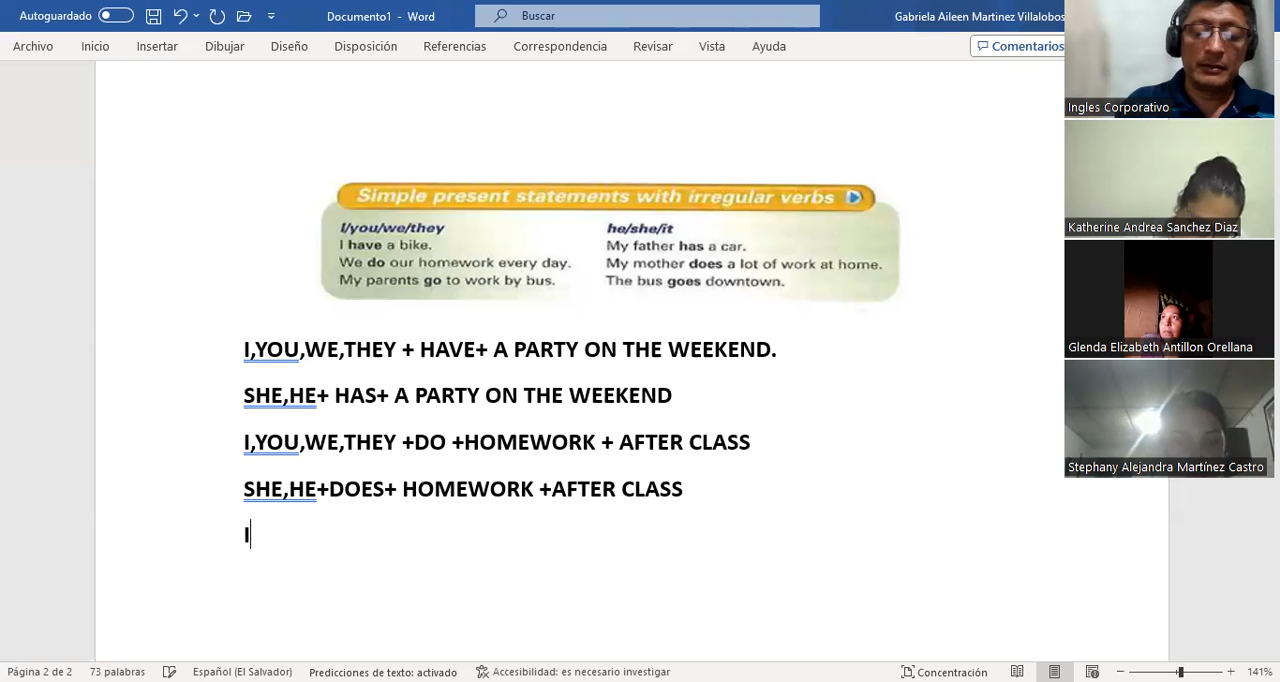 Autoguardado
Documento1 - Word
Buscar
Gabriela Aileen Martinez Villalobos
Archivo Inicio Insertar Dibujar Diseño Disposición Referencias Correspondencia Revisar Vista Ayuda
Comentarios
Ingles Corporativo
Katherine Andrea Sanchez Diaz
Glenda Elizabeth Antillon Orellana
Stephany Alejandra Martínez Castro
Simple present statements with irregular verbs
I/you/we/they
I have a bike.
We do our homework every day.
My parents go to work by bus.
he/she/it
My father has a car.
My mother does a lot of work at home.
The bus goes downtown.
I,YOU,WE,THEY + HAVE+ A PARTY ON THE WEEKEND.
SHE,HE+ HAS+ A PARTY ON THE WEEKEND
I,YOU,WE,THEY +DO +HOMEWORK + AFTER CLASS
SHE,HE+DOES+ HOMEWORK +AFTER CLASS
I
Página 2 de 2 73 palabras Español (El Salvador) Predicciones de texto: activado Accesibilidad: es necesario investigar Concentración 141%